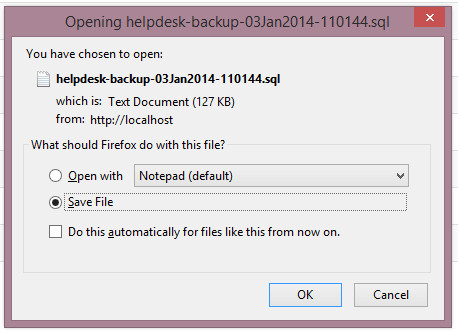 Opening helpdesk-backup-03Jan2014-110144.sql
You have chosen to open:
helpdesk-backup-03Jan2014-110144.sql
which is: Text Document (127 KB)
from: http://localhost
What should Firefox do with this file?
Open with Notepad (default)
Save File
Do this automatically for files like this from now on.
OK Cancel